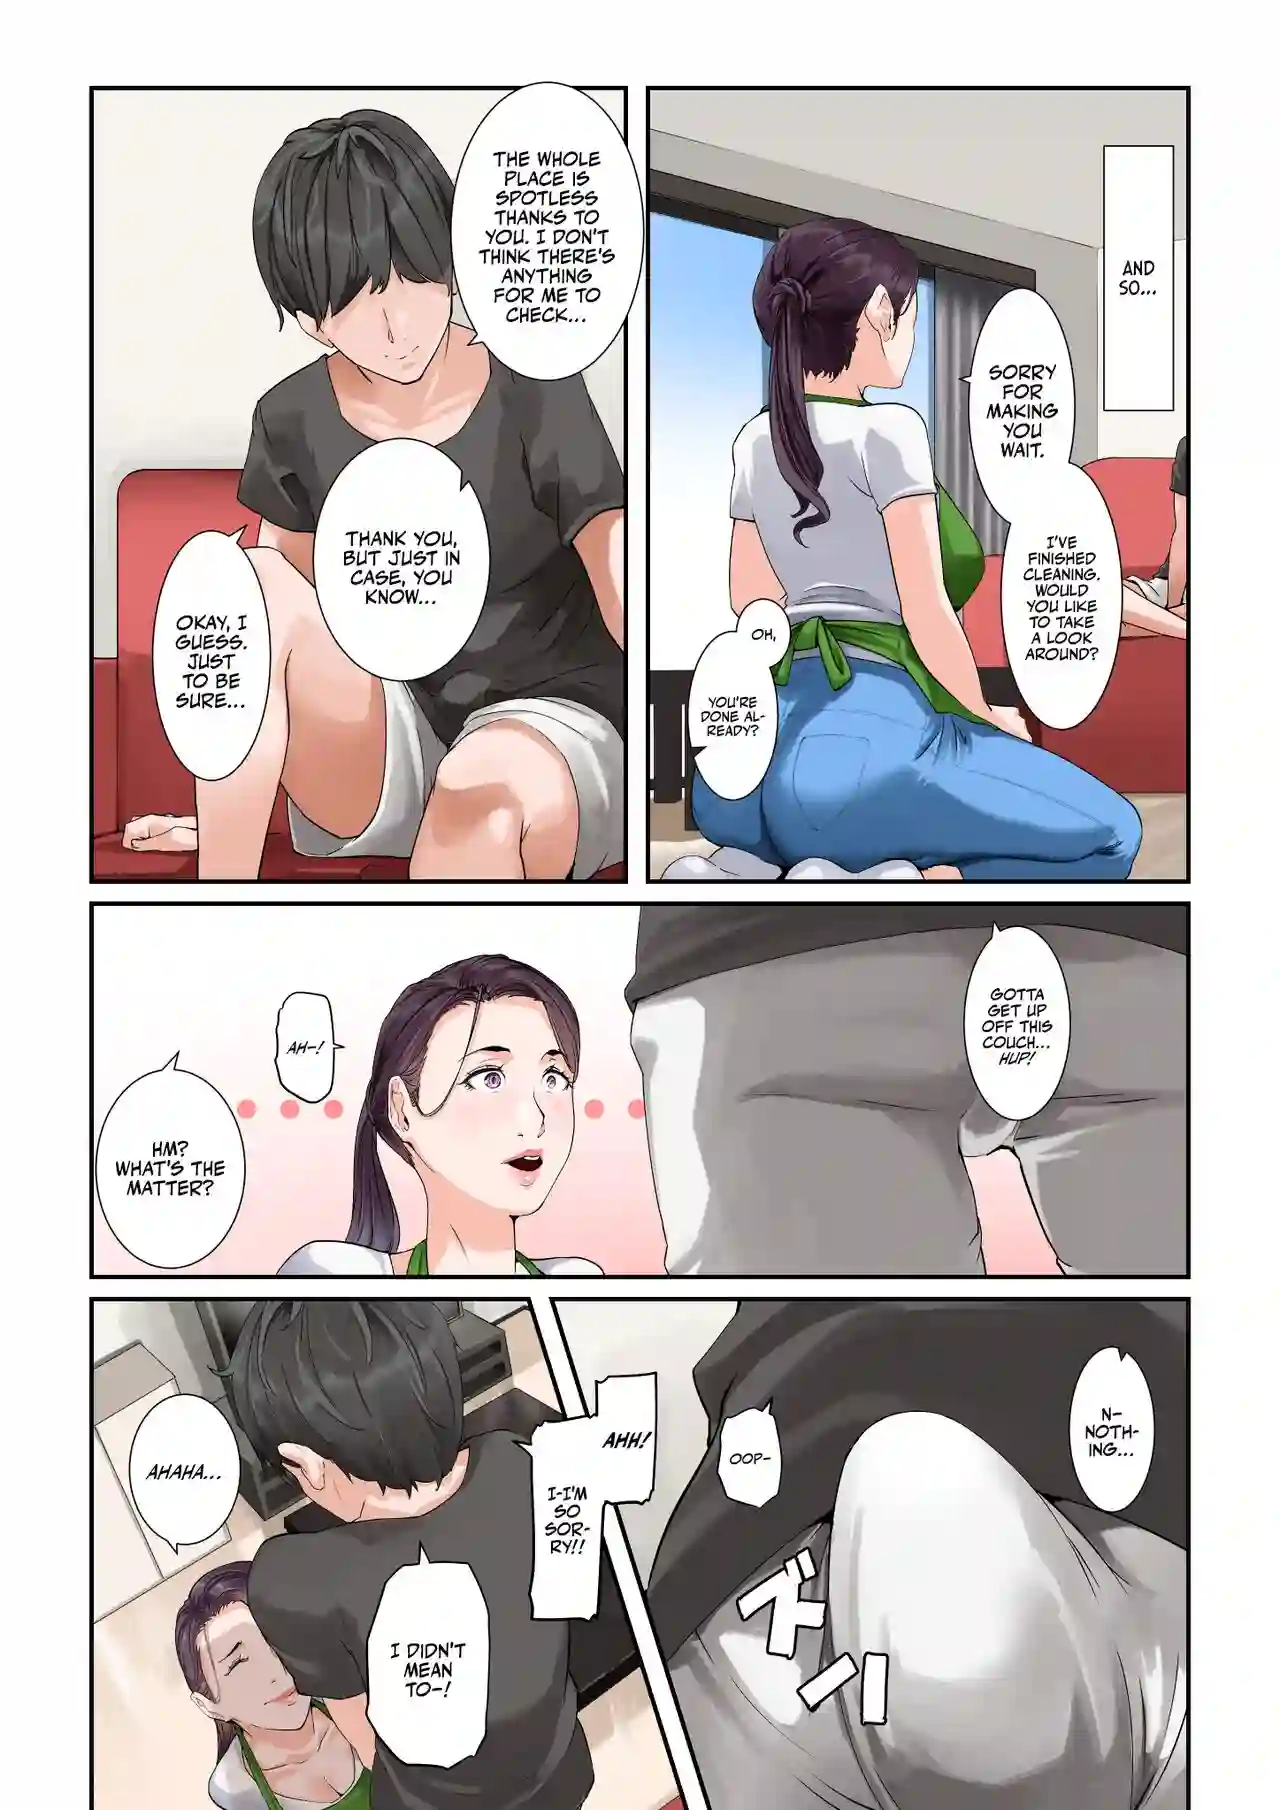 AND
SO...
SORRY
FOR
MAKING
YOU
WAIT.
I'VE
FINISHED
CLEANING.
WOULD
YOU LIKE
TO TAKE
A LOOK
AROUND?
OH,
YOU'RE
DONE AL-
READY?
THE WHOLE
PLACE IS
SPOTLESS
THANKS TO
YOU. I DON'T
THINK THERE'S
ANYTHING
FOR ME TO
CHECK...
THANK YOU,
BUT JUST IN
CASE, YOU
KNOW...
OKAY, I
GUESS.
JUST
TO BE
SURE...
GOTTA
GET UP
OFF THIS
COUCH...
HUP!
AH-!
HM?
WHAT'S THE
MATTER?
N-
NOTH-
ING...
OOP-
ズルッ
AHH!
I-I'M
SO
SOR-
RY!!
I DIDN'T
MEAN
TO-!
AHAHA...